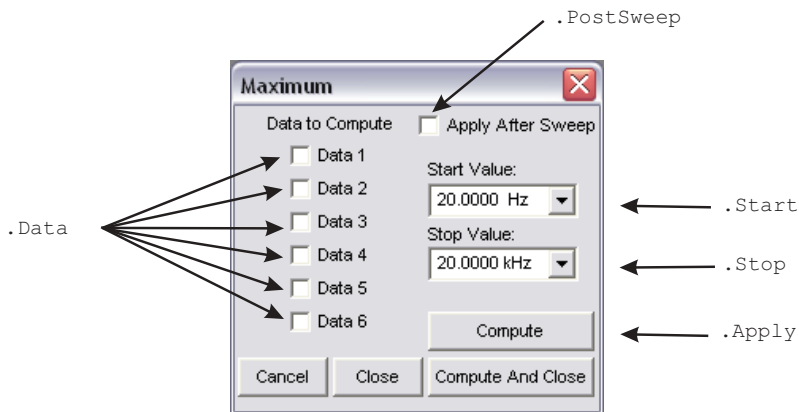 .PostSweep
Maximum
Data to Compute
Apply After Sweep
Data 1
Data 2
Data 3
Data 4
Data 5
Data 6
.Data
Start Value:
20.0000 Hz
.Start
Stop Value:
20.0000 kHz
.Stop
Compute
.Apply
Cancel
Close
Compute And Close